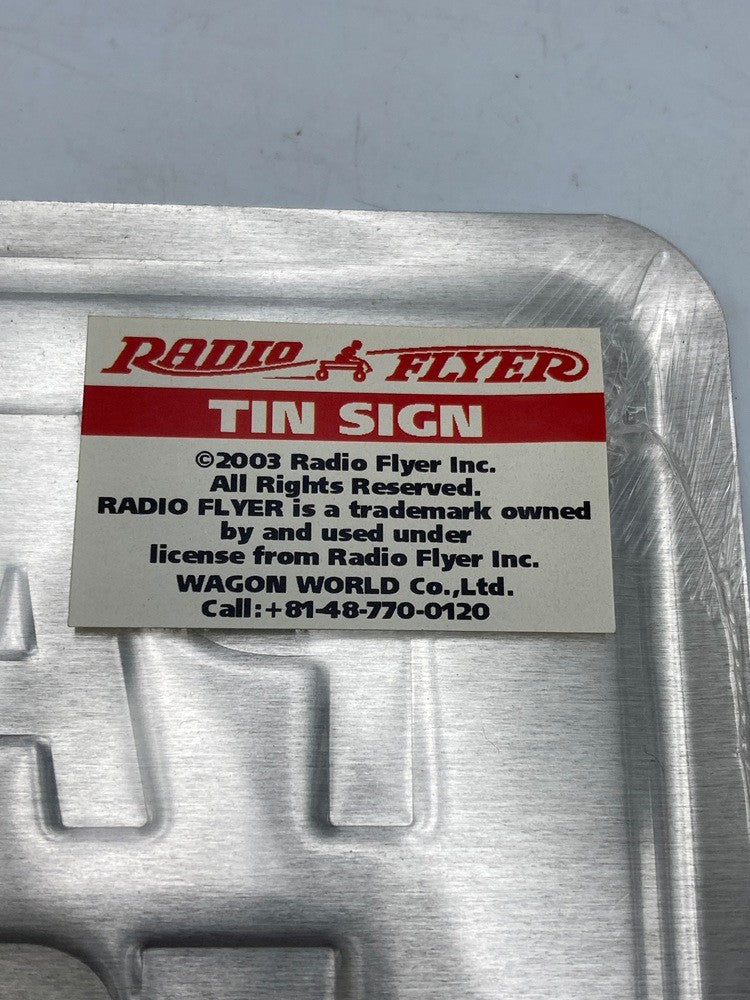 RADIO FLYER
TIN SIGN
©2003 Radio Flyer Inc.
All Rights Reserved.
RADIO FLYER is a trademark owned
by and used under
license from Radio Flyer Inc.
WAGON WORLD Co.,Ltd.
Call:+81-48-770-0120